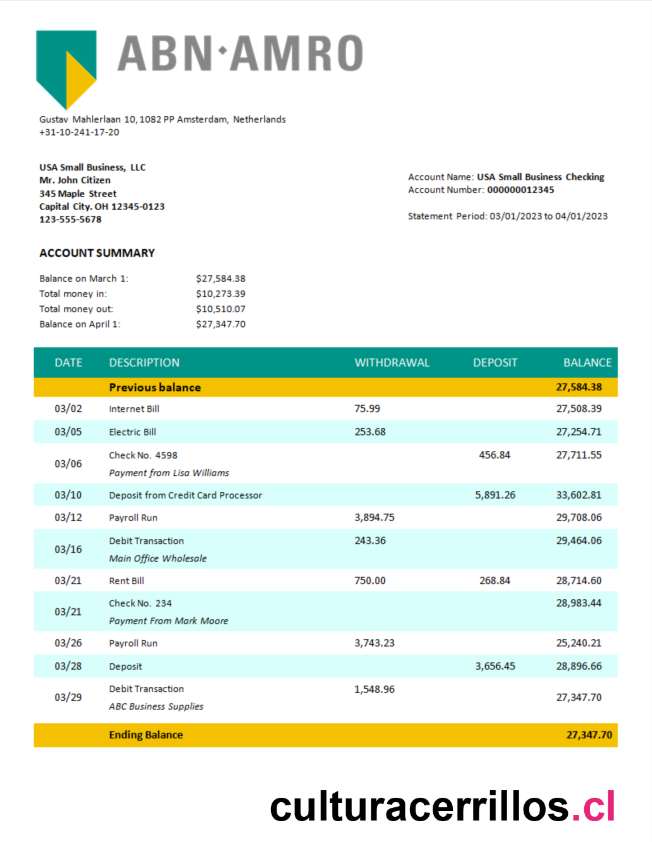 ABN·AMRO
Gustav Mahlerlaan 10, 1082 PP Amsterdam, Netherlands
+31-10-241-17-20
USA Small Business, LLC
Mr. John Citizen
345 Maple Street
Capital City. OH 12345-0123
123-555-5678
Account Name: USA Small Business Checking
Account Number: 000000012345
Statement Period: 03/01/2023 to 04/01/2023
ACCOUNT SUMMARY
Balance on March 1: $27,584.38
Total money in: $10,273.39
Total money out: $10,510.07
Balance on April 1: $27,347.70
DATE DESCRIPTION WITHDRAWAL DEPOSIT BALANCE
Previous balance 27,584.38
03/02 Internet Bill 75.99 27,508.39
03/05 Electric Bill 253.68 27,254.71
03/06 Check No. 4598 456.84 27,711.55
Payment from Lisa Williams
03/10 Deposit from Credit Card Processor 5,891.26 33,602.81
03/12 Payroll Run 3,894.75 29,708.06
03/16 Debit Transaction 243.36 29,464.06
Main Office Wholesale
03/21 Rent Bill 750.00 268.84 28,714.60
03/21 Check No. 234 28,983.44
Payment From Mark Moore
03/26 Payroll Run 3,743.23 25,240.21
03/28 Deposit 3,656.45 28,896.66
03/29 Debit Transaction 1,548.96 27,347.70
ABC Business Supplies
Ending Balance 27,347.70
culturacerrillos.cl